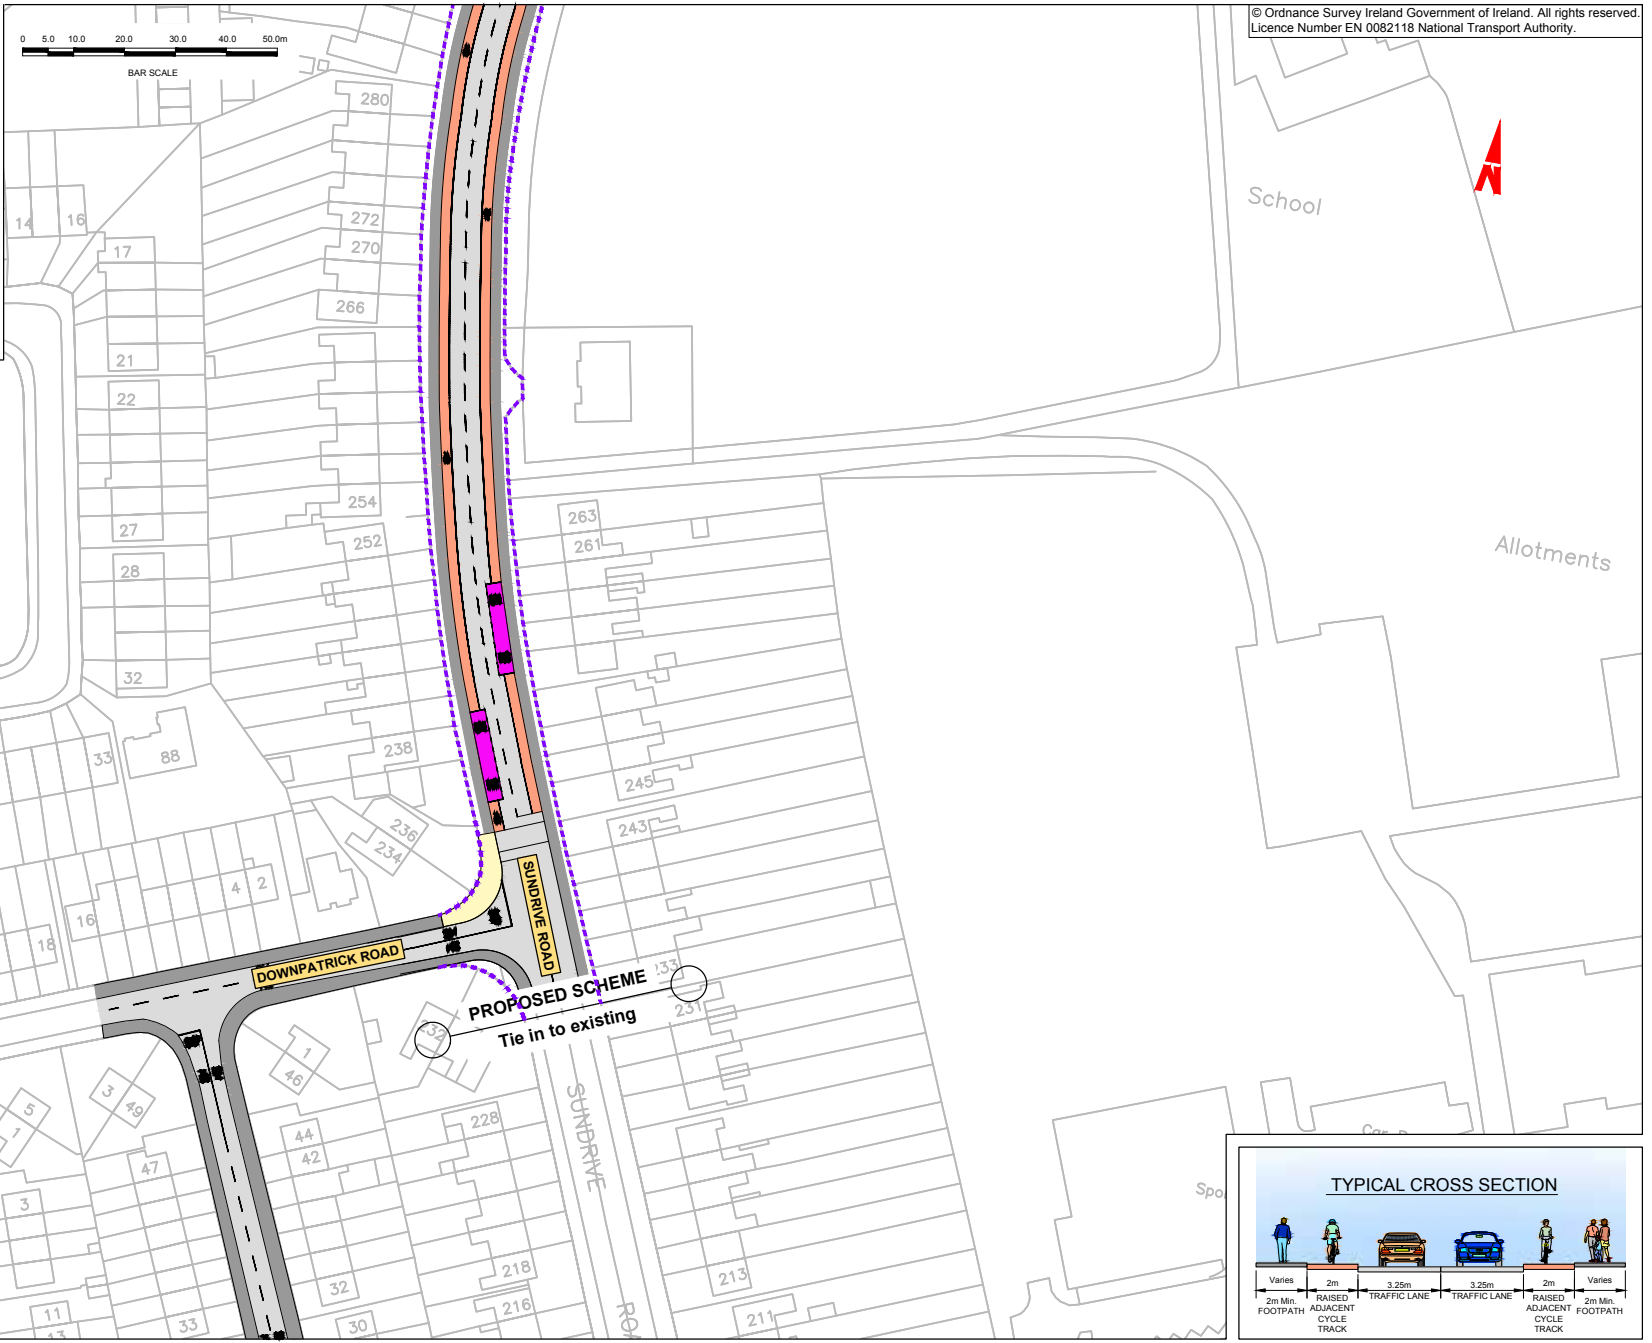 © Ordnance Survey Ireland Government of Ireland. All rights reserved.
Licence Number EN 0082118 National Transport Authority.
0 5.0 10.0 20.0 30.0 40.0 50.0m
BAR SCALE
N
280
School
14
16
272
17
270
266
21
22
254
263
27
252
261
Allotments
28
32
238
33
88
245
236
243
234
4
2
16
18
SUNDRIVE ROAD
DOWNPATRICK ROAD
PROPOSED SCHEME
233
231
Tie in to existing
232
1
46
5
1
3
49
SUNDRIVE
228
44
42
47
3
TYPICAL CROSS SECTION
218
213
32
216
211
11
13
33
30
Varies
2m
3.25m
3.25m
2m
Varies
2m Min.
FOOTPATH
RAISED
ADJACENT
CYCLE
TRACK
TRAFFIC LANE
TRAFFIC LANE
RAISED
ADJACENT
CYCLE
TRACK
2m Min.
FOOTPATH